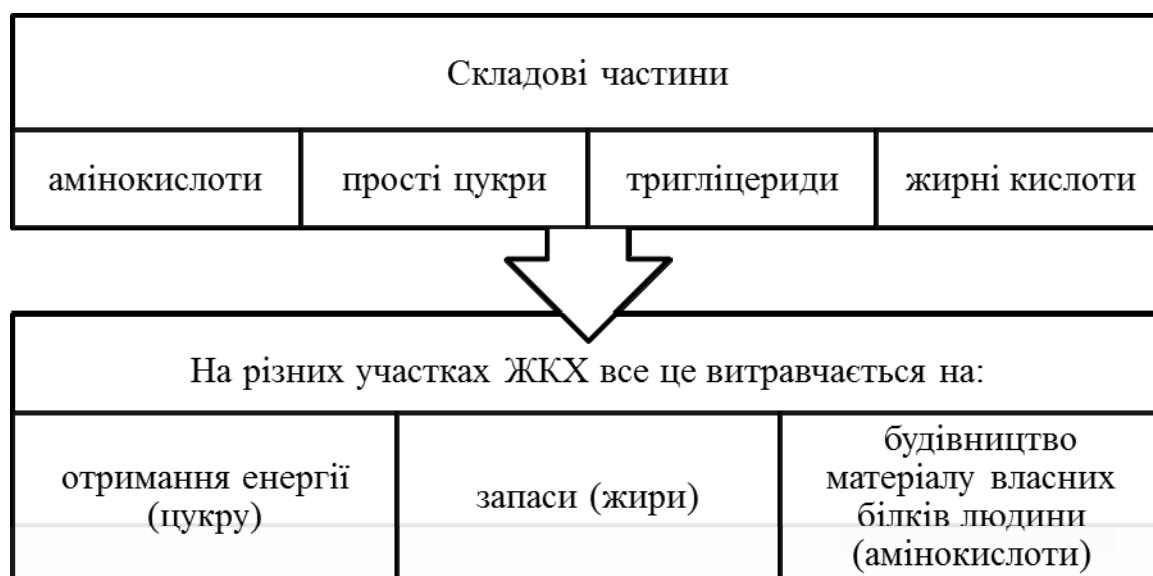 Складові частини
амінокислоти
прості цукри
тригліцериди
жирні кислоти
На різних участках ЖКХ все це витравчається на:
отримання енергії
(цукру)
запаси (жири)
будівництво
матеріалу власних
білків людини
(амінокислоти)